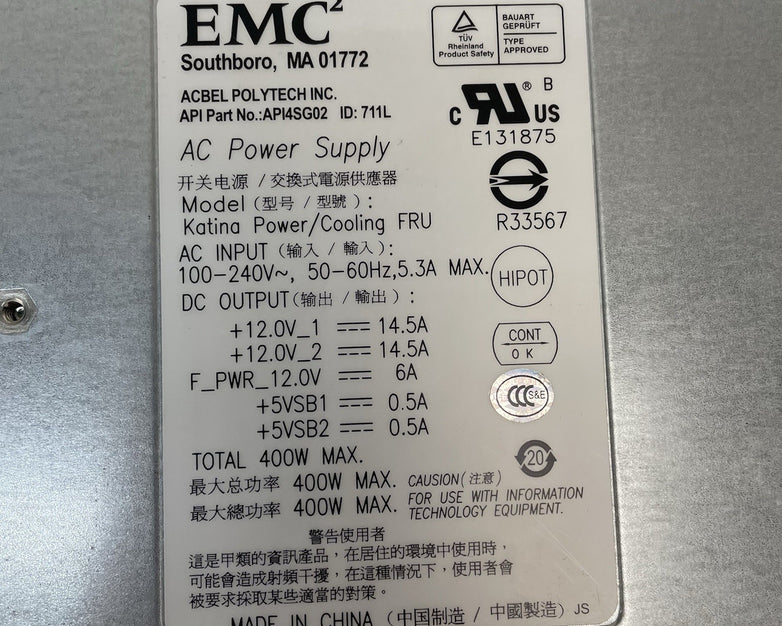 EMC²
Southboro, MA 01772
TÜV
Rheinland
Product Safety
BAUART
GEPRÜFT
TYPE
APPROVED
ACBEL POLYTECH INC.
API Part No.:API4SG02 ID: 711L
C RU US ® B
E131875
AC Power Supply
开关电源 / 交換式電源供應器
Model (型号 / 型號) :
Katina Power/Cooling FRU
R33567
AC INPUT (输入 / 輸入) :
100-240V~, 50-60Hz,5.3A MAX.
HIPOT
DC OUTPUT(输出 / 輸出) :
+12.0V_1 14.5A
+12.0V_2 14.5A
CONT
OK
F_PWR_12.0V 6A
+5VSB1 0.5A
CCC S&E
+5VSB2 0.5A
TOTAL 400W MAX.
20
最大总功率 400W MAX.
最大總功率 400W MAX.
CAUSION(注意)
FOR USE WITH INFORMATION
TECHNOLOGY EQUIPMENT.
警告使用者
這是甲類的資訊產品，在居住的環境中使用時，
可能會造成射頻干擾，在這種情況下，使用者會
被要求採取某些適當的對策。
MADE IN CHINA (中国制造 / 中國製造) JS